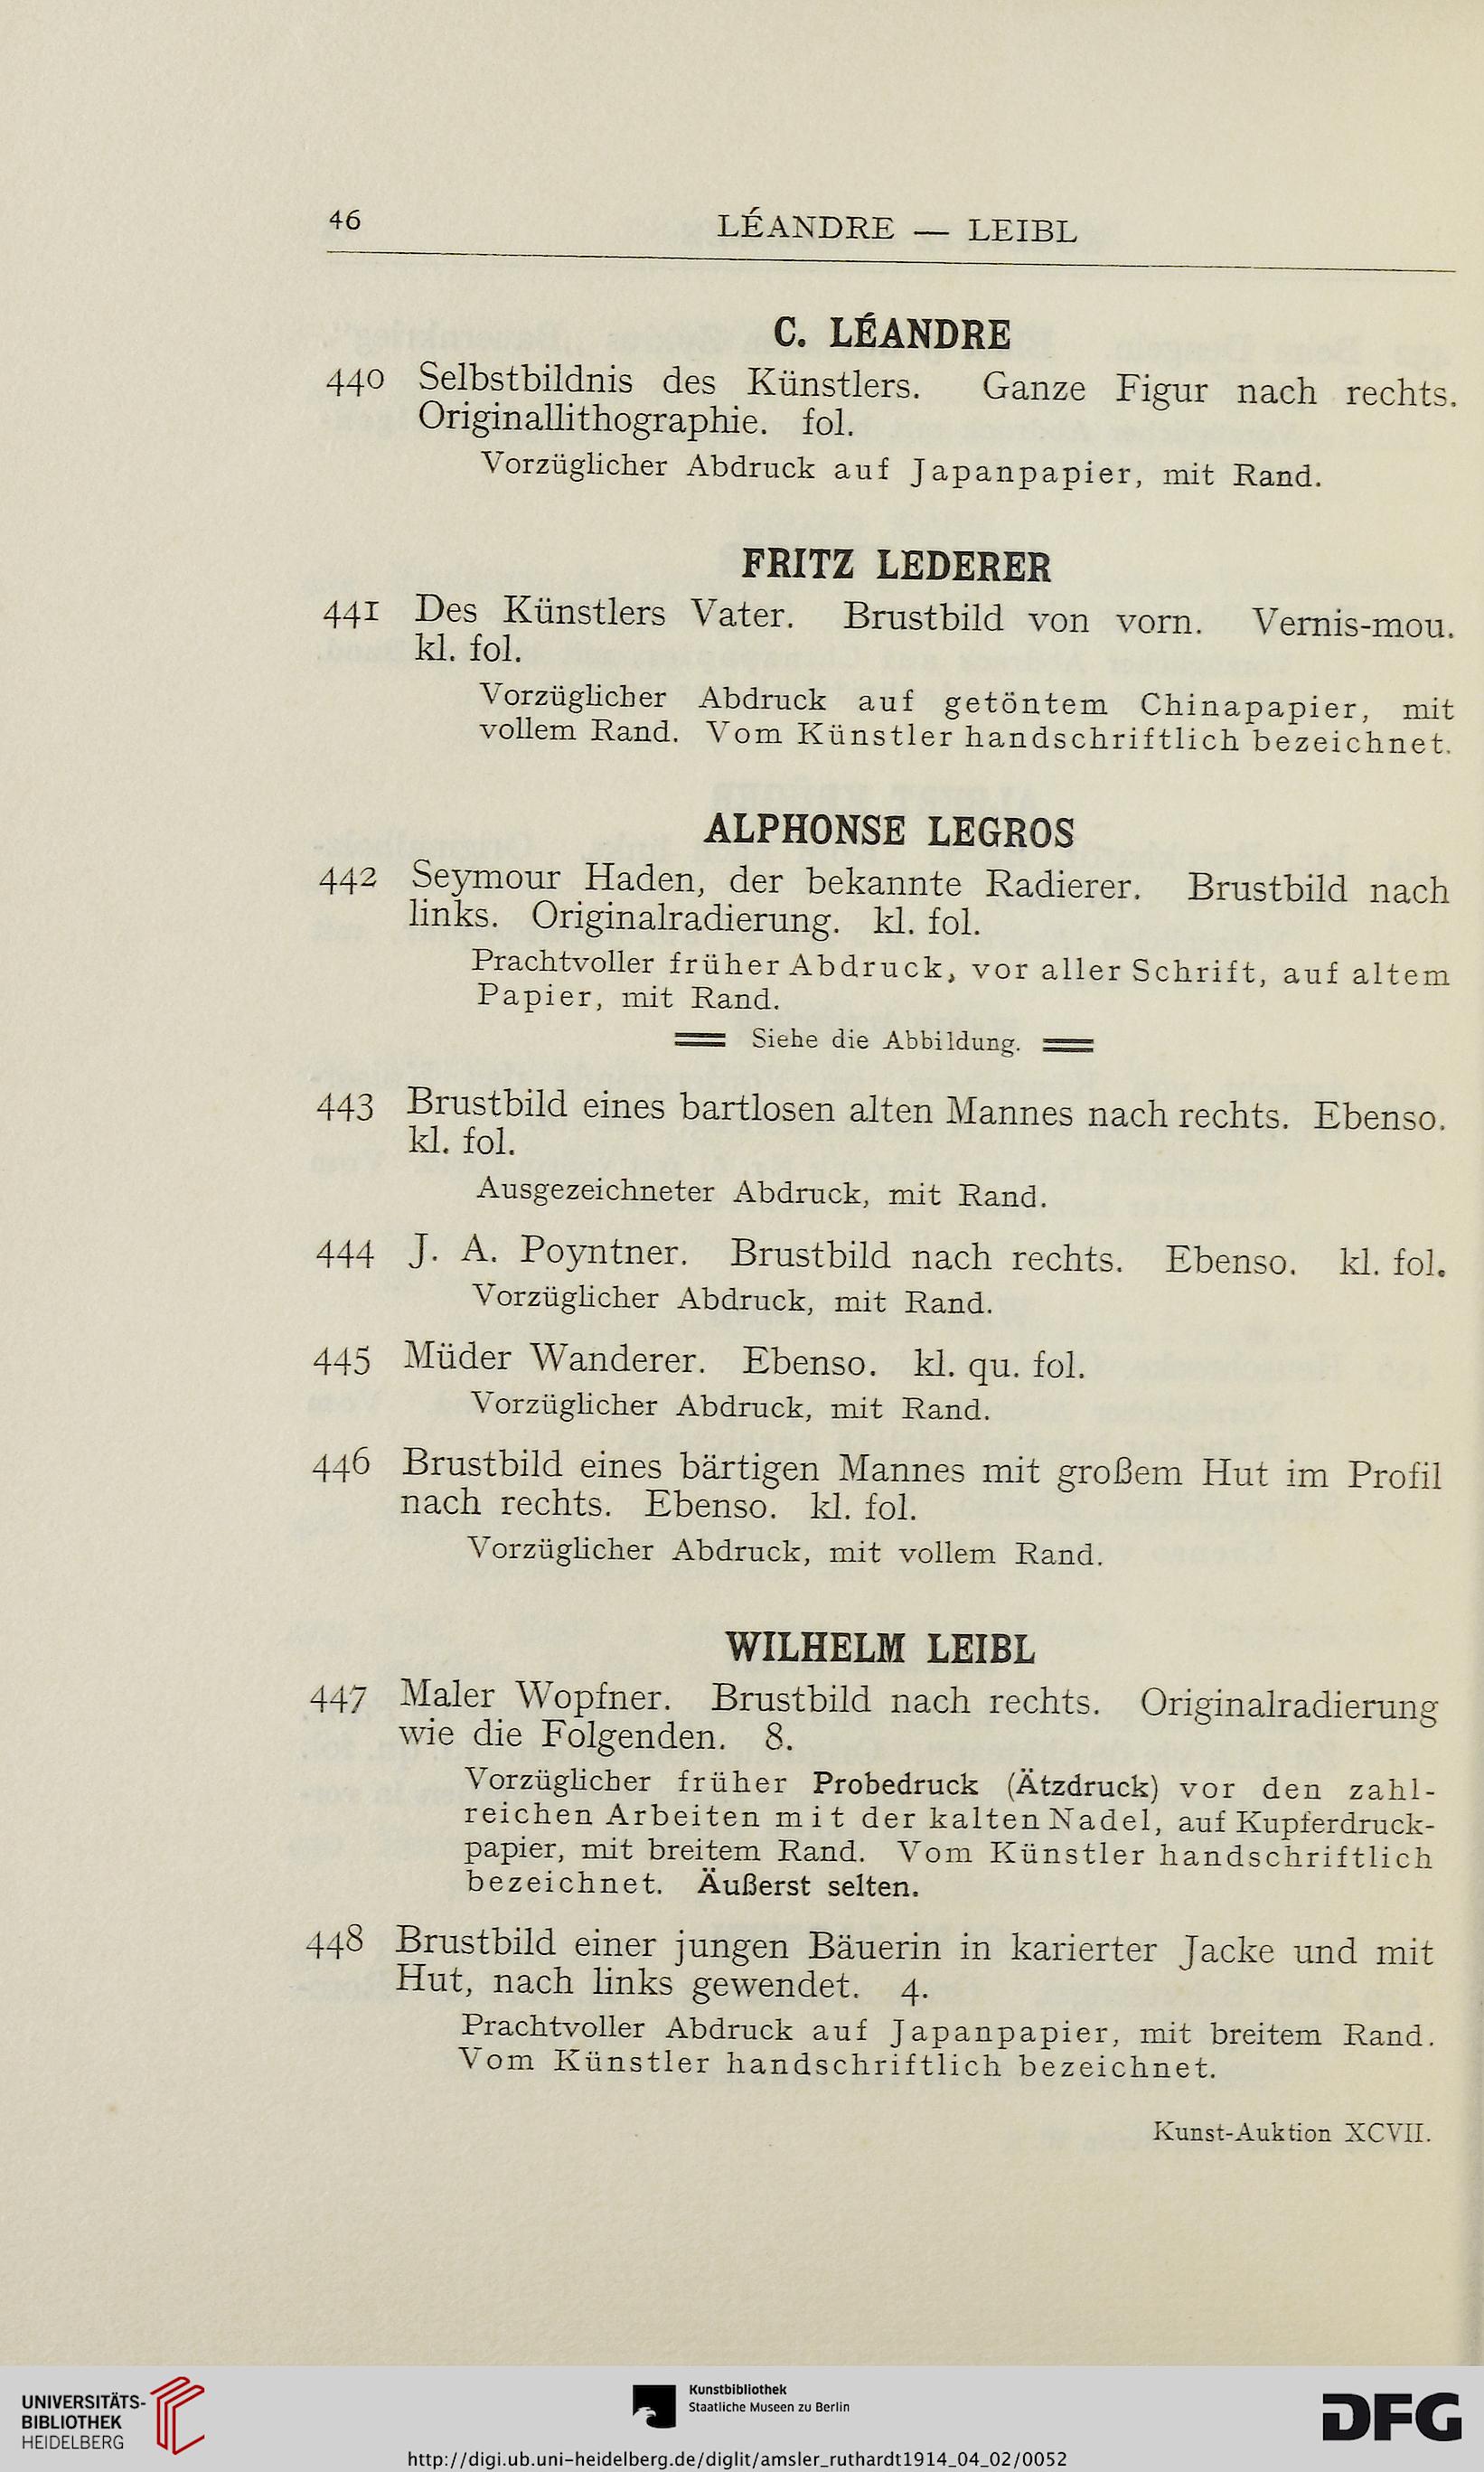 46
LÉANDRE — LEIBL
C. LÉANDRE
440 Selbstbildnis des Künstlers. Ganze Figur nach rechts.
Originallithographie. fol.
Vorzüglicher Abdruck auf Japanpapier, mit Rand.
FRITZ LEDERER
441 Des Künstlers Vater. Brustbild von vorn. Vernis-mou.
kl. fol.
Vorzüglicher Abdruck auf getöntem Chinapapier, mit
vollem Rand. Vom Künstler handschriftlich bezeichnet.
ALPHONSE LEGROS
442 Seymour Haden, der bekannte Radierer. Brustbild nach
links. Originalradierung. kl. fol.
Prachtvoller früher Abdruck, vor aller Schrift, auf altem
Papier, mit Rand.
Siehe die Abbildung.
443 Brustbild eines bartlosen alten Mannes nach rechts. Ebenso.
kl. fol.
Ausgezeichneter Abdruck, mit Rand.
444 J. A. Poyntner. Brustbild nach rechts. Ebenso. kl. fol.
Vorzüglicher Abdruck, mit Rand.
445 Müder Wanderer. Ebenso. kl. qu. fol.
Vorzüglicher Abdruck, mit Rand.
446 Brustbild eines bärtigen Mannes mit großem Hut im Profil
nach rechts. Ebenso. kl. fol.
Vorzüglicher Abdruck, mit vollem Rand.
WILHELM LEIBL
447 Maler Wopfner. Brustbild nach rechts. Originalradierung
wie die Folgenden. 8.
Vorzüglicher früher Probedruck (Ätzdruck) vor den zahl-
reichen Arbeiten mit der kalten Nadel, auf Kupferdruck-
papier, mit breitem Rand. Vom Künstler handschriftlich
bezeichnet. Äußerst selten.
448 Brustbild einer jungen Bäuerin in karierter Jacke und mit
Hut, nach links gewendet. 4.
Prachtvoller Abdruck auf Japanpapier, mit breitem Rand.
Vom Künstler handschriftlich bezeichnet.
Kunst-Auktion XCVII.
UNIVERSITÄTS-
BIBLIOTHEK
HEIDELBERG
Kunstbibliothek
Staatliche Museen zu Berlin
DFG
http://digi.ub.uni-heidelberg.de/diglit/amsler_ruthardt1914_04_02/0052